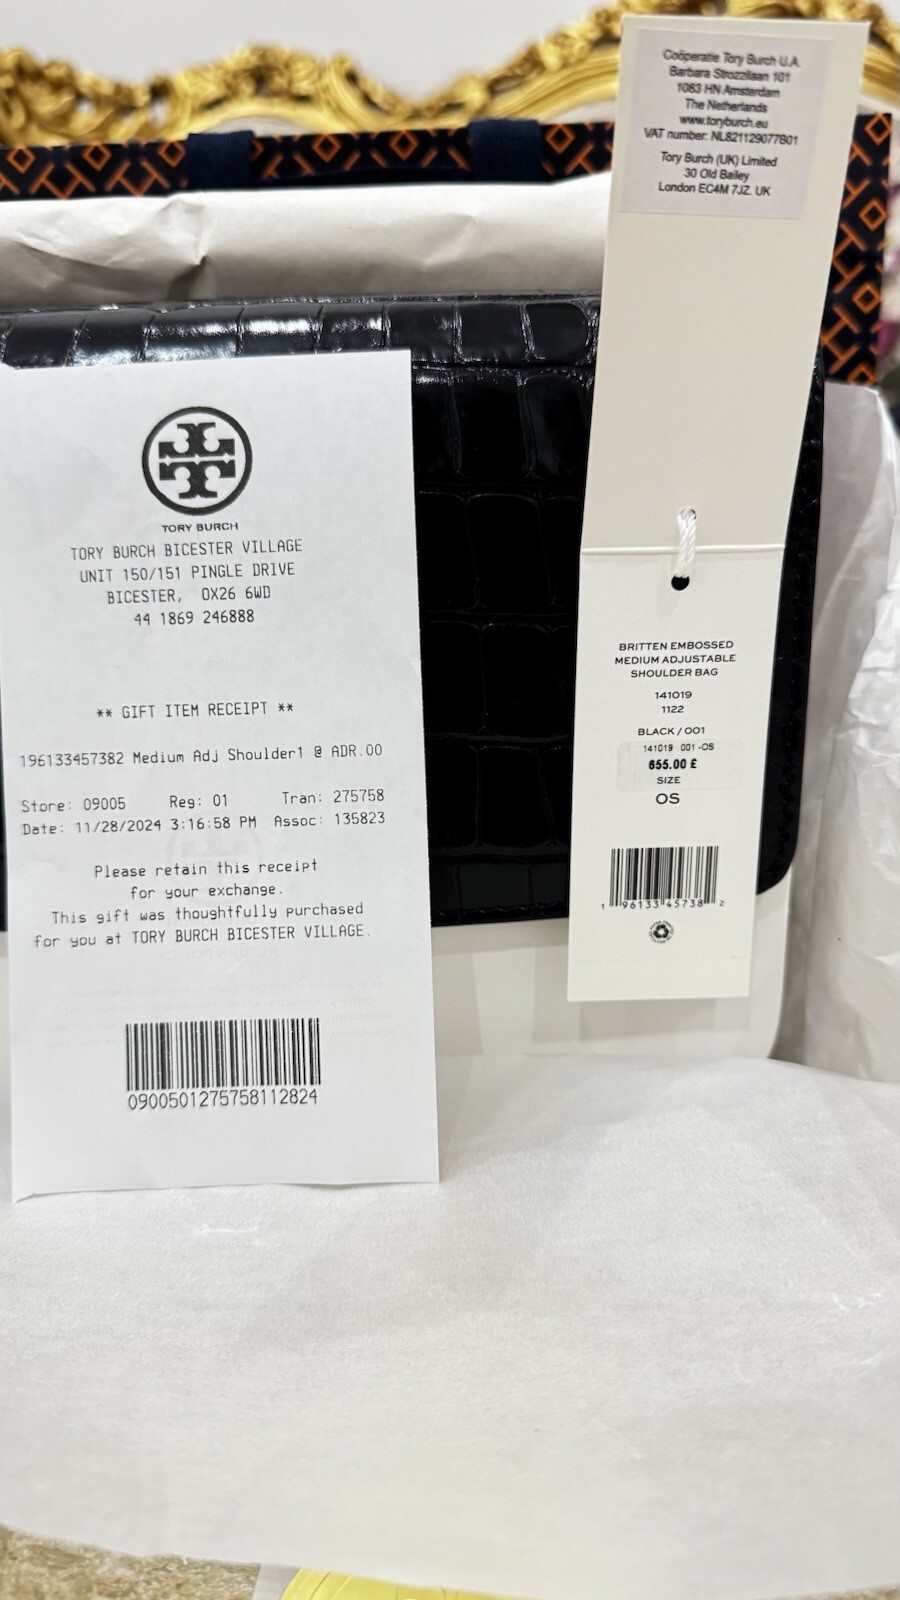 TORY BURCH
TORY BURCH BICESTER VILLAGE
UNIT 150/151 PINGLE DRIVE
BICESTER, OX26 6WD
44 1869 246888
** GIFT ITEM RECEIPT **
196133457382 Medium Adj Shoulder1 @ ADR.00
Store: 09005 Reg: 01 Tran: 275758
Date: 11/28/2024 3:16:58 PM Assoc: 135823
Please retain this receipt
for your exchange.
This gift was thoughtfully purchased
for you at TORY BURCH BICESTER VILLAGE.
0900501275758112824
Coöperatie Tory Burch U.A.
Barbara Strozzilaan 101
1083 HN Amsterdam
The Netherlands
www.toryburch.eu
VAT number: NL821129077B01
Tory Burch (UK) Limited
30 Old Bailey
London EC4M 7JZ. UK
BRITTEN EMBOSSED
MEDIUM ADJUSTABLE
SHOULDER BAG
141019
1122
BLACK / 001
141019 001 -OS
655.00 £
SIZE
OS
1 96133 45738 2